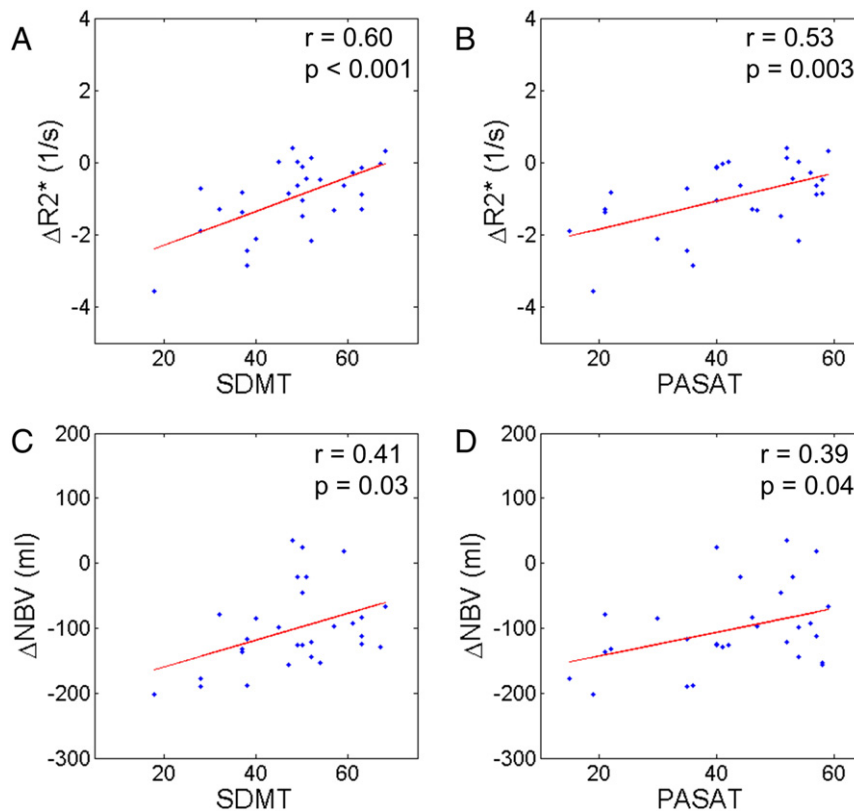 A
r = 0.60
p < 0.001
4
2
0
-2
-4
ΔR2* (1/s)
20 40 60
SDMT
B
r = 0.53
p = 0.003
4
2
0
-2
-4
ΔR2* (1/s)
20 40 60
PASAT
C
r = 0.41
p = 0.03
200
100
0
-100
-200
-300
ΔNBV (ml)
20 40 60
SDMT
D
r = 0.39
p = 0.04
200
100
0
-100
-200
-300
ΔNBV (ml)
20 40 60
PASAT